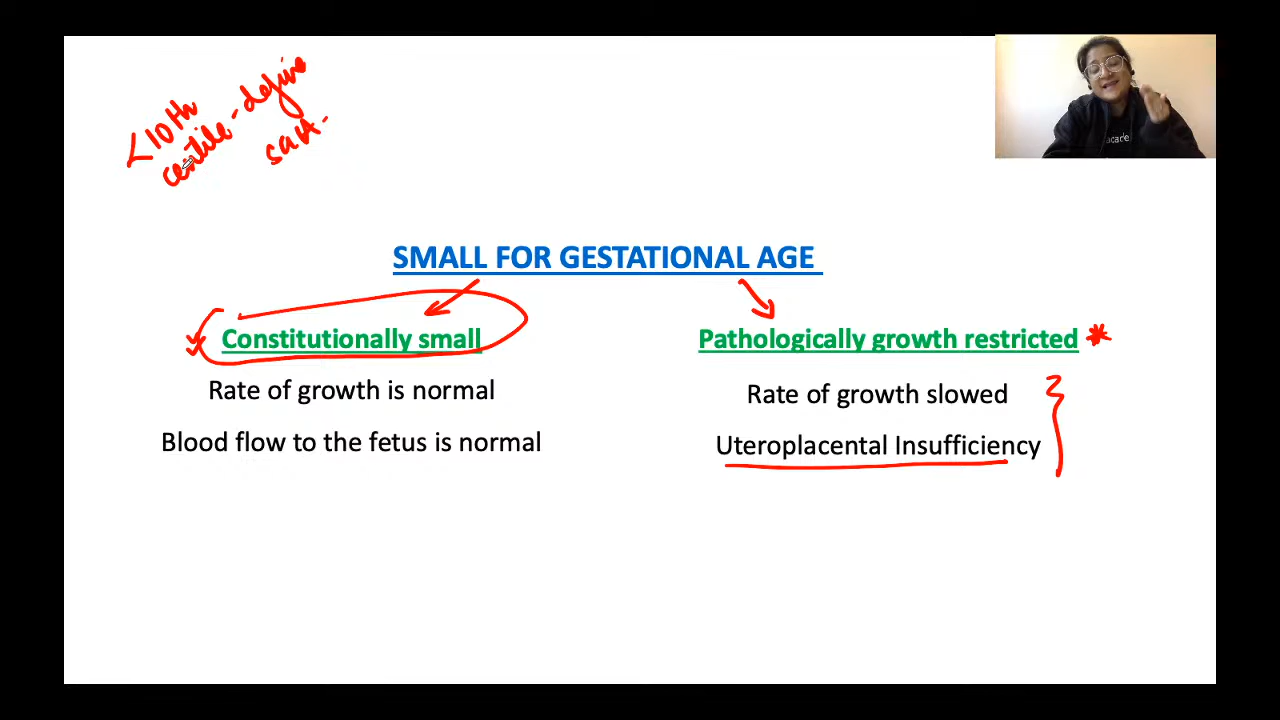 <10th
centile - define
SGA.
SMALL FOR GESTATIONAL AGE
Constitutionally small
Pathologically growth restricted *
Rate of growth is normal
Rate of growth slowed
Blood flow to the fetus is normal
Uteroplacental Insufficiency